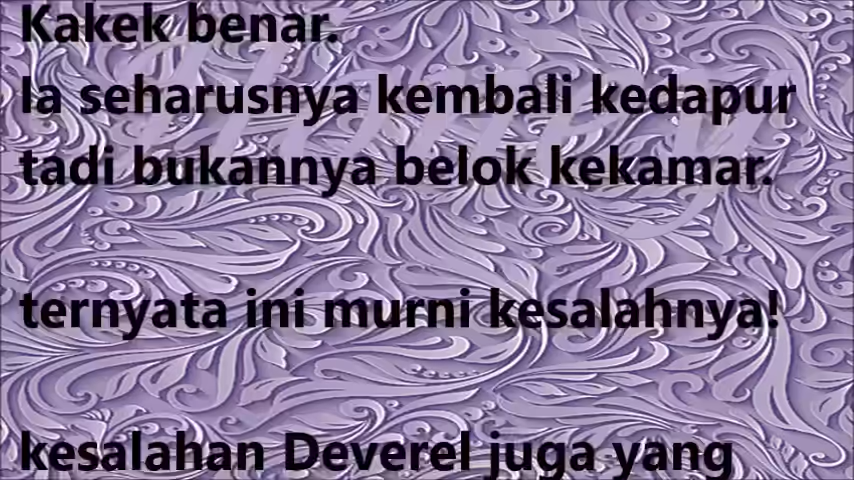 Kakek benar.
Ia seharusnya kembali kedapur
tadi bukannya belok kekamar.
ternyata ini murni kesalahnya!
kesalahan Deverel juga yang